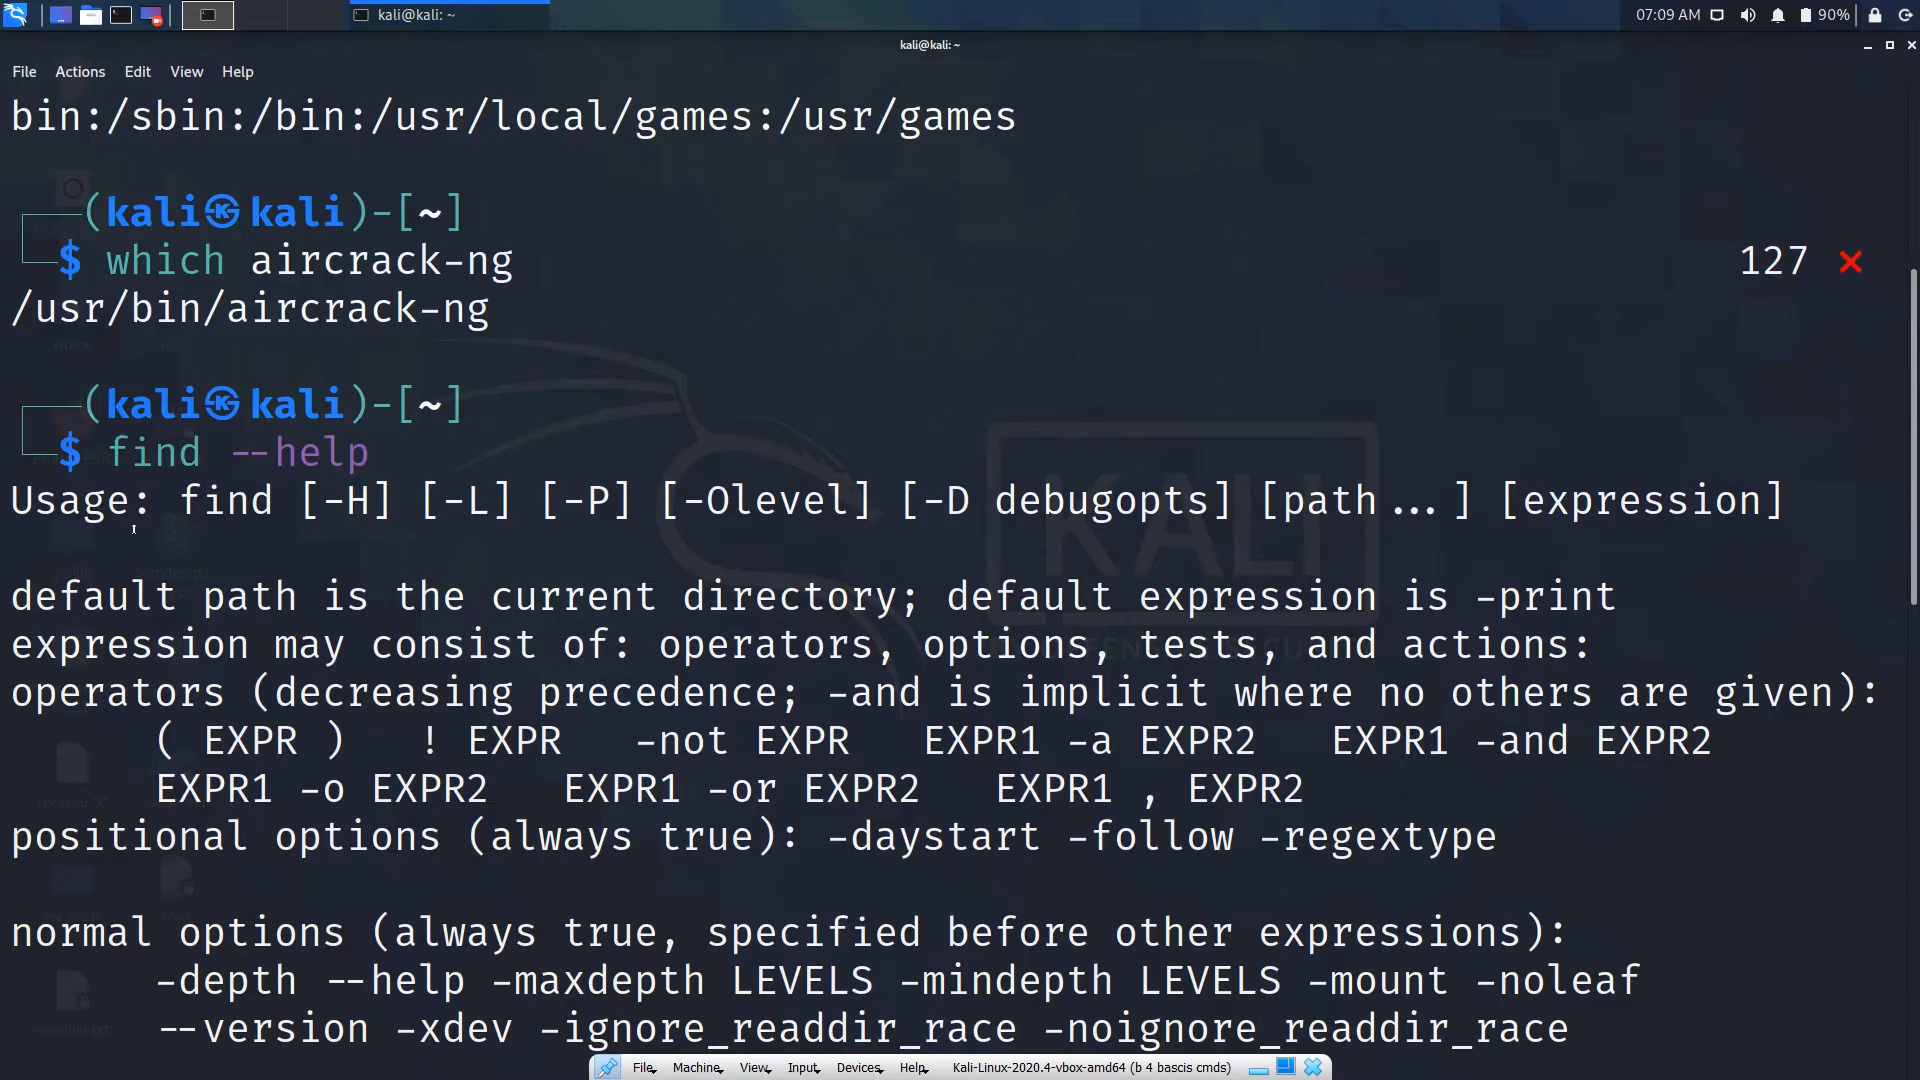 kali@kali: ~
07:09 AM
90%
kali@kali: ~
File Actions Edit View Help
bin:/sbin:/bin:/usr/local/games:/usr/games
(kali㉿kali)-[~]
$ which aircrack-ng
127 ✕
/usr/bin/aircrack-ng
(kali㉿kali)-[~]
$ find --help
Usage: find [-H] [-L] [-P] [-Olevel] [-D debugopts] [path...] [expression]
default path is the current directory; default expression is -print
expression may consist of: operators, options, tests, and actions:
operators (decreasing precedence; -and is implicit where no others are given):
( EXPR ) ! EXPR -not EXPR EXPR1 -a EXPR2 EXPR1 -and EXPR2
EXPR1 -o EXPR2 EXPR1 -or EXPR2 EXPR1 , EXPR2
positional options (always true): -daystart -follow -regextype
normal options (always true, specified before other expressions):
-depth --help -maxdepth LEVELS -mindepth LEVELS -mount -noleaf
--version -xdev -ignore_readdir_race -noignore_readdir_race
KALI
Home
File Machine View Input Devices Help Kali-Linux-2020.4-vbox-amd64 (b 4 bascis cmds)